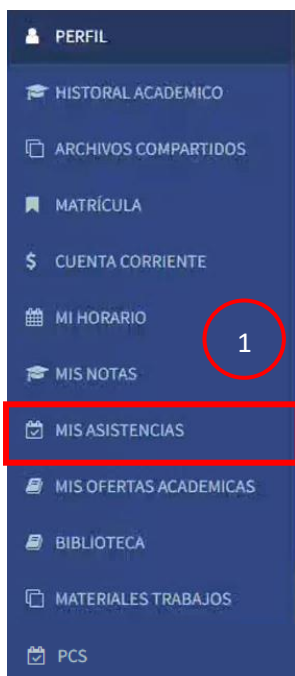 PERFIL
HISTORAL ACADEMICO
ARCHIVOS COMPARTIDOS
MATRÍCULA
$ CUENTA CORRIENTE
MI HORARIO
1
MIS NOTAS
MIS ASISTENCIAS
MIS OFERTAS ACADEMICAS
BIBLIOTECA
MATERIALES TRABAJOS
PCS